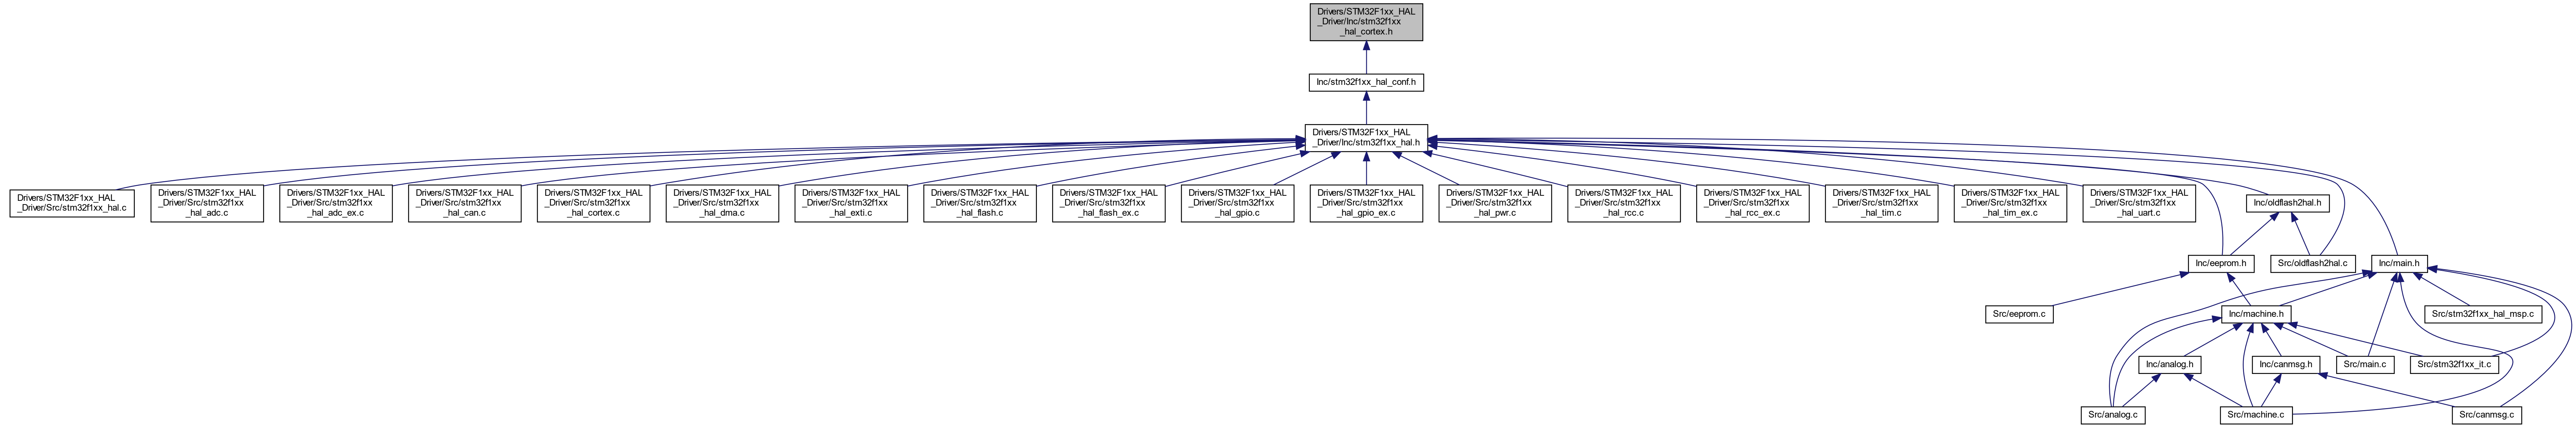 Drivers/STM32F1xx_HAL
_Driver/Inc/stm32f1xx
_hal_cortex.h
Inc/stm32f1xx_hal_conf.h
Drivers/STM32F1xx_HAL
_Driver/Inc/stm32f1xx_hal.h
Drivers/STM32F1xx_HAL
_Driver/Src/stm32f1xx_hal.c
Drivers/STM32F1xx_HAL
_Driver/Src/stm32f1xx
_hal_adc.c
Drivers/STM32F1xx_HAL
_Driver/Src/stm32f1xx
_hal_adc_ex.c
Drivers/STM32F1xx_HAL
_Driver/Src/stm32f1xx
_hal_can.c
Drivers/STM32F1xx_HAL
_Driver/Src/stm32f1xx
_hal_cortex.c
Drivers/STM32F1xx_HAL
_Driver/Src/stm32f1xx
_hal_dma.c
Drivers/STM32F1xx_HAL
_Driver/Src/stm32f1xx
_hal_exti.c
Drivers/STM32F1xx_HAL
_Driver/Src/stm32f1xx
_hal_flash.c
Drivers/STM32F1xx_HAL
_Driver/Src/stm32f1xx
_hal_flash_ex.c
Drivers/STM32F1xx_HAL
_Driver/Src/stm32f1xx
_hal_gpio.c
Drivers/STM32F1xx_HAL
_Driver/Src/stm32f1xx
_hal_gpio_ex.c
Drivers/STM32F1xx_HAL
_Driver/Src/stm32f1xx
_hal_pwr.c
Drivers/STM32F1xx_HAL
_Driver/Src/stm32f1xx
_hal_rcc.c
Drivers/STM32F1xx_HAL
_Driver/Src/stm32f1xx
_hal_rcc_ex.c
Drivers/STM32F1xx_HAL
_Driver/Src/stm32f1xx
_hal_tim.c
Drivers/STM32F1xx_HAL
_Driver/Src/stm32f1xx
_hal_tim_ex.c
Drivers/STM32F1xx_HAL
_Driver/Src/stm32f1xx
_hal_uart.c
Inc/oldflash2hal.h
Inc/eeprom.h
Src/oldflash2hal.c
Inc/main.h
Src/eeprom.c
Inc/machine.h
Src/stm32f1xx_hal_msp.c
Inc/analog.h
Inc/canmsg.h
Src/main.c
Src/stm32f1xx_it.c
Src/analog.c
Src/machine.c
Src/canmsg.c